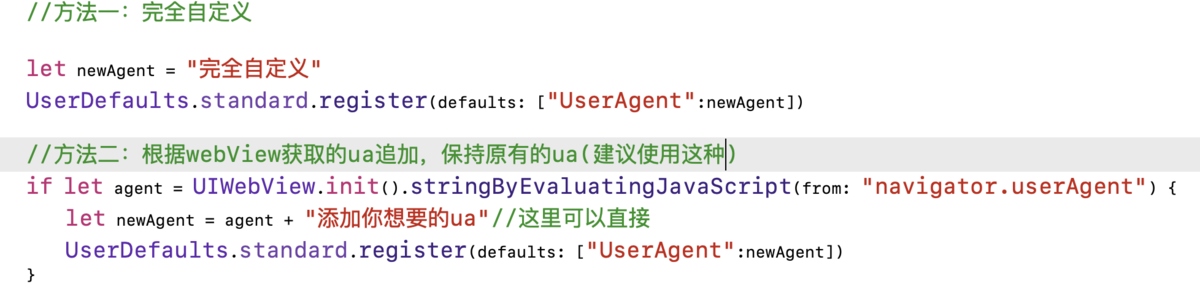 //方法一：完全自定义
let newAgent = "完全自定义"
UserDefaults.standard.register(defaults: ["UserAgent":newAgent])
//方法二：根据webView获取的ua追加，保持原有的ua(建议使用这种)
if let agent = UIWebView.init().stringByEvaluatingJavaScript(from: "navigator.userAgent") {
let newAgent = agent + "添加你想要的ua"//这里可以直接
UserDefaults.standard.register(defaults: ["UserAgent":newAgent])
}